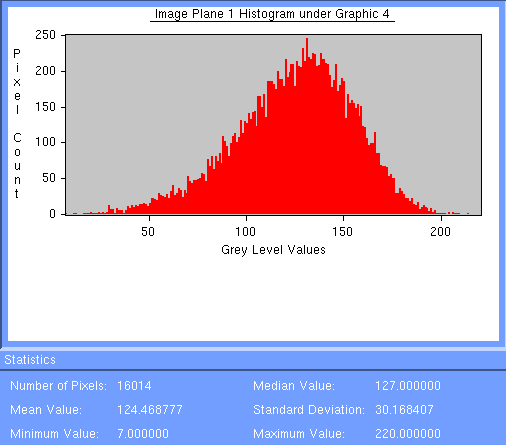 Image Plane 1 Histogram under Graphic 4
Pixel Count
250
200
150
100
50
0
50 100 150 200
Grey Level Values
Statistics
Number of Pixels: 16014 Median Value: 127.000000
Mean Value: 124.468777 Standard Deviation: 30.168407
Minimum Value: 7.000000 Maximum Value: 220.000000